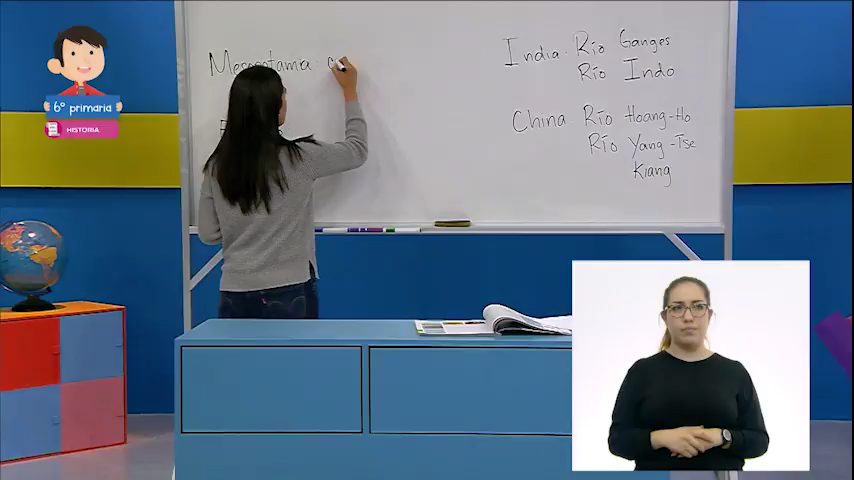 6° primaria
HISTORIA
Mesopotamia
India Río Ganges
Río Indo
China Río Hoang-Ho
Río Yang-Tse
Kiang